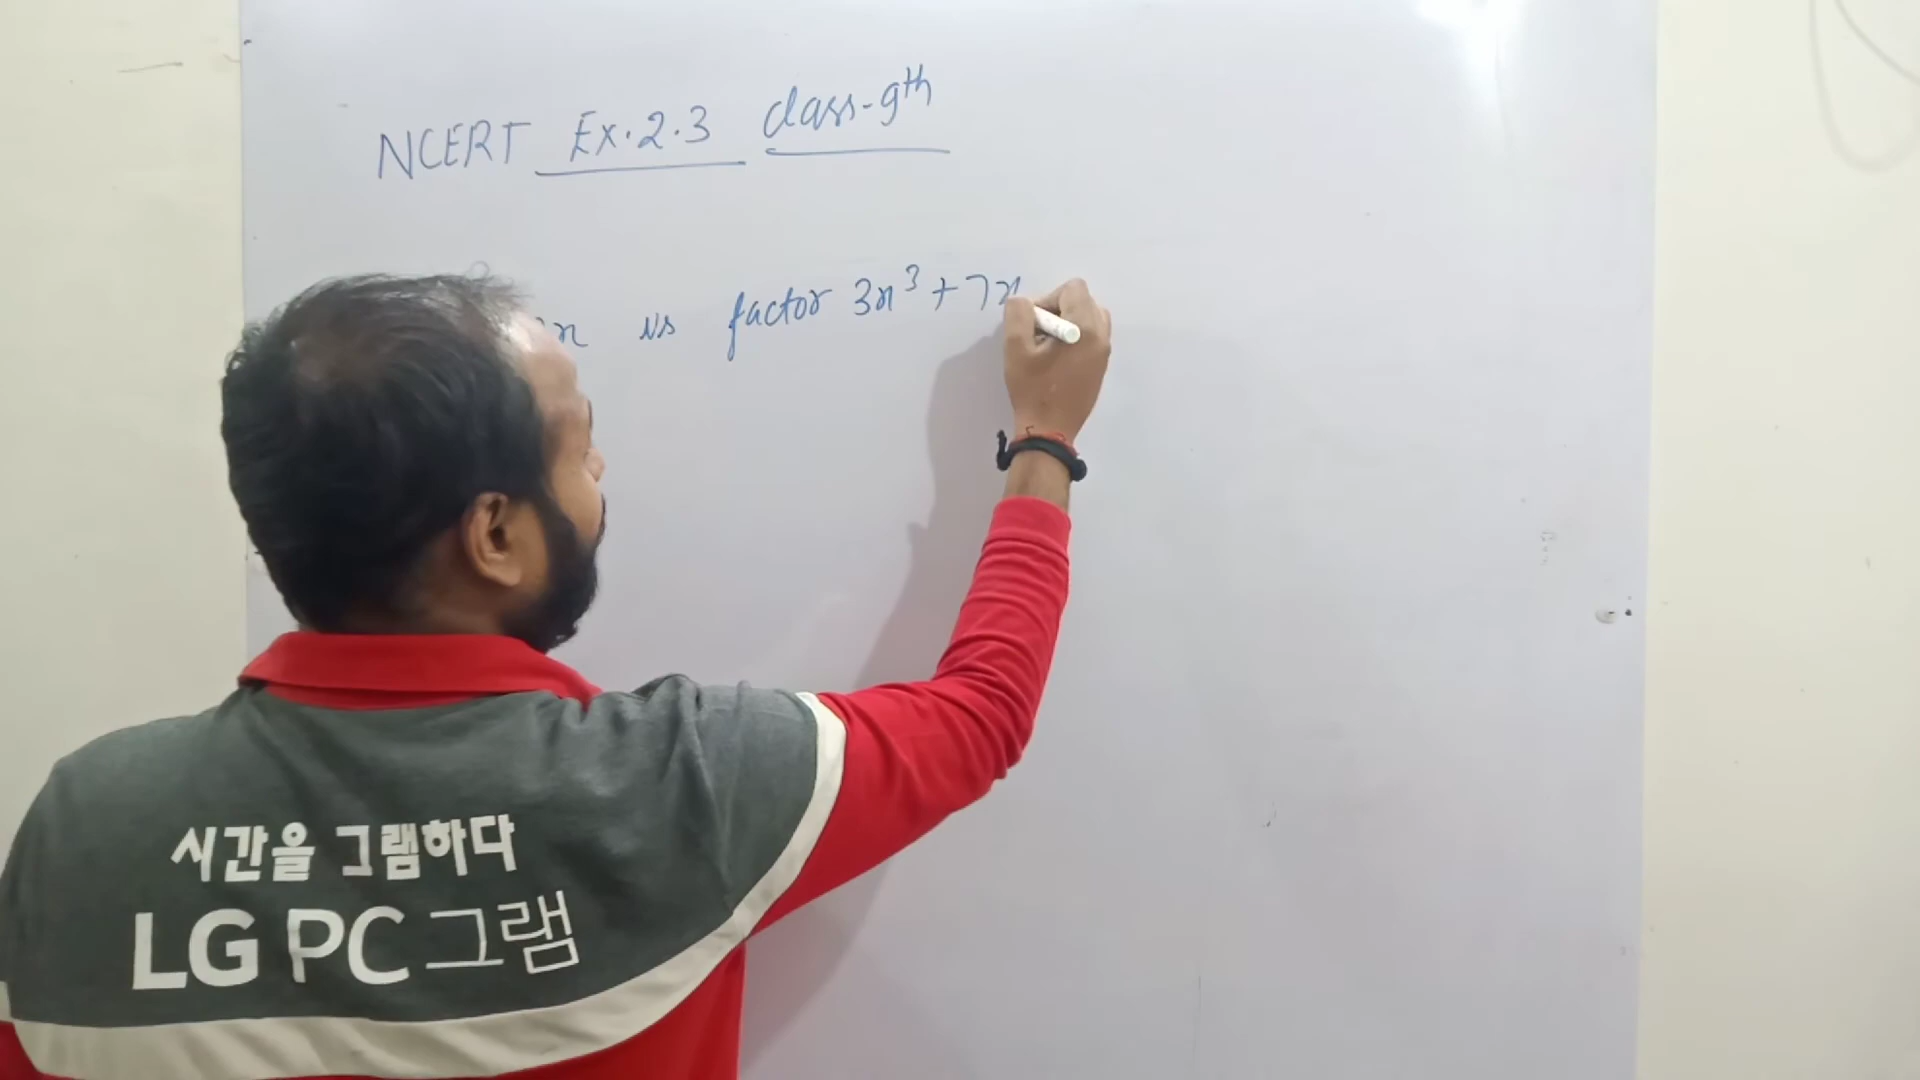 NCERT Ex. 2.3 class-9th
is factor 3x³ + 7x
시간을 그램하다
LG PC 그램